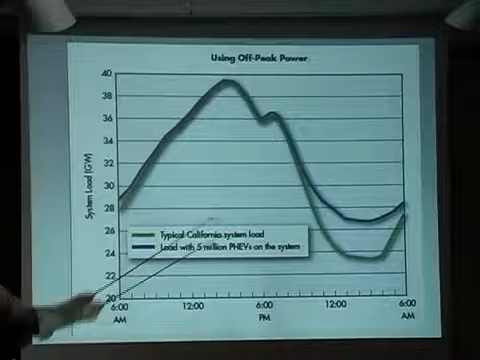 Using Off-Peak Power
System Load (GW)
40
38
36
34
32
30
28
26
24
22
20
Typical California system load
Load with 5 million PHEVs on the system
6:00 12:00 6:00 12:00 6:00
AM PM AM